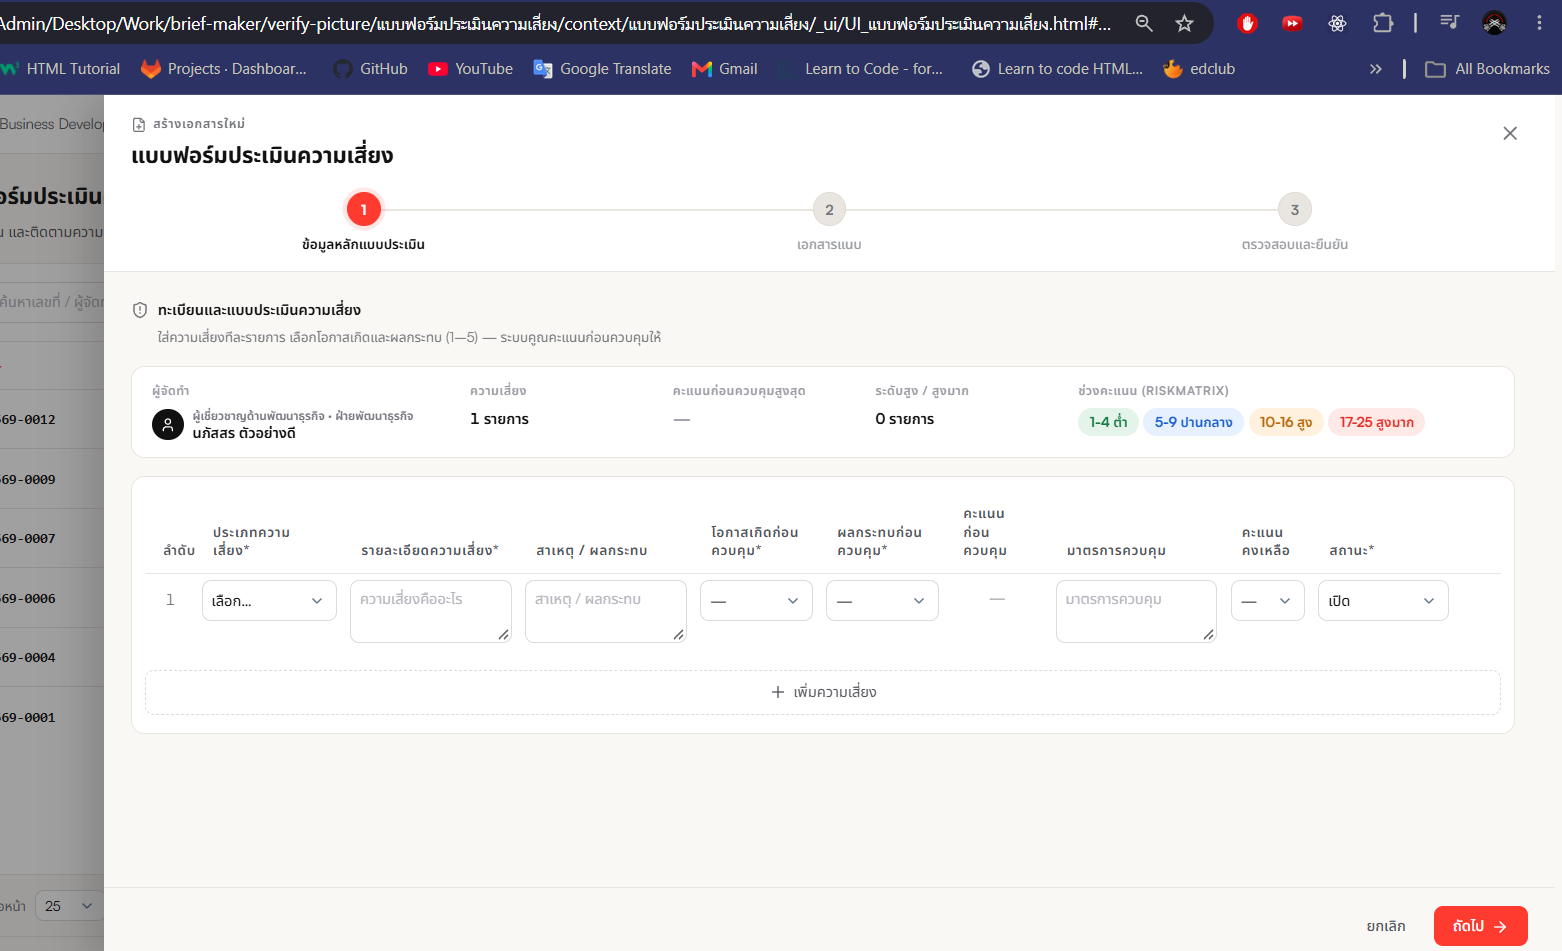 Admin/Desktop/Work/brief-maker/verify-picture/แบบฟอร์มประเมินความเสี่ยง/context/แบบฟอร์มประเมินความเสี่ยง/_ui/UI_แบบฟอร์มประเมินความเสี่ยง.html#...
HTML Tutorial Projects · Dashboar... GitHub YouTube Google Translate Gmail Learn to Code - for... Learn to code HTML... edclub » All Bookmarks
Business Develop
สร้างเอกสารใหม่
แบบฟอร์มประเมินความเสี่ยง
อร์มประเมิน
น และติดตามความ
ค้นหาเลขที่ / ผู้จัดท
1 2 3
ข้อมูลหลักแบบประเมิน เอกสารแนบ ตรวจสอบและยืนยัน
ทะเบียนและแบบประเมินความเสี่ยง
ใส่ความเสี่ยงทีละรายการ เลือกโอกาสเกิดและผลกระทบ (1–5) — ระบบคูณคะแนนก่อนควบคุมให้
ผู้จัดทำ ความเสี่ยง คะแนนก่อนควบคุมสูงสุด ระดับสูง / สูงมาก ช่วงคะแนน (RISKMATRIX)
ผู้เชี่ยวชาญด้านพัฒนาธุรกิจ • ฝ่ายพัฒนาธุรกิจ
นภัสสร ตัวอย่างดี
1 รายการ — 0 รายการ 1-4 ต่ำ 5-9 ปานกลาง 10-16 สูง 17-25 สูงมาก
ลำดับ ประเภทความเสี่ยง* รายละเอียดความเสี่ยง* สาเหตุ / ผลกระทบ โอกาสเกิดก่อนควบคุม* ผลกระทบก่อนควบคุม* คะแนนก่อนควบคุม มาตรการควบคุม คะแนนคงเหลือ สถานะ*
1 เลือก... ความเสี่ยงคืออะไร สาเหตุ / ผลกระทบ — — — มาตรการควบคุม — เปิด
+ เพิ่มความเสี่ยง
69-0012
69-0009
69-0007
69-0006
69-0004
69-0001
อหน้า 25
ยกเลิก ถัดไป →